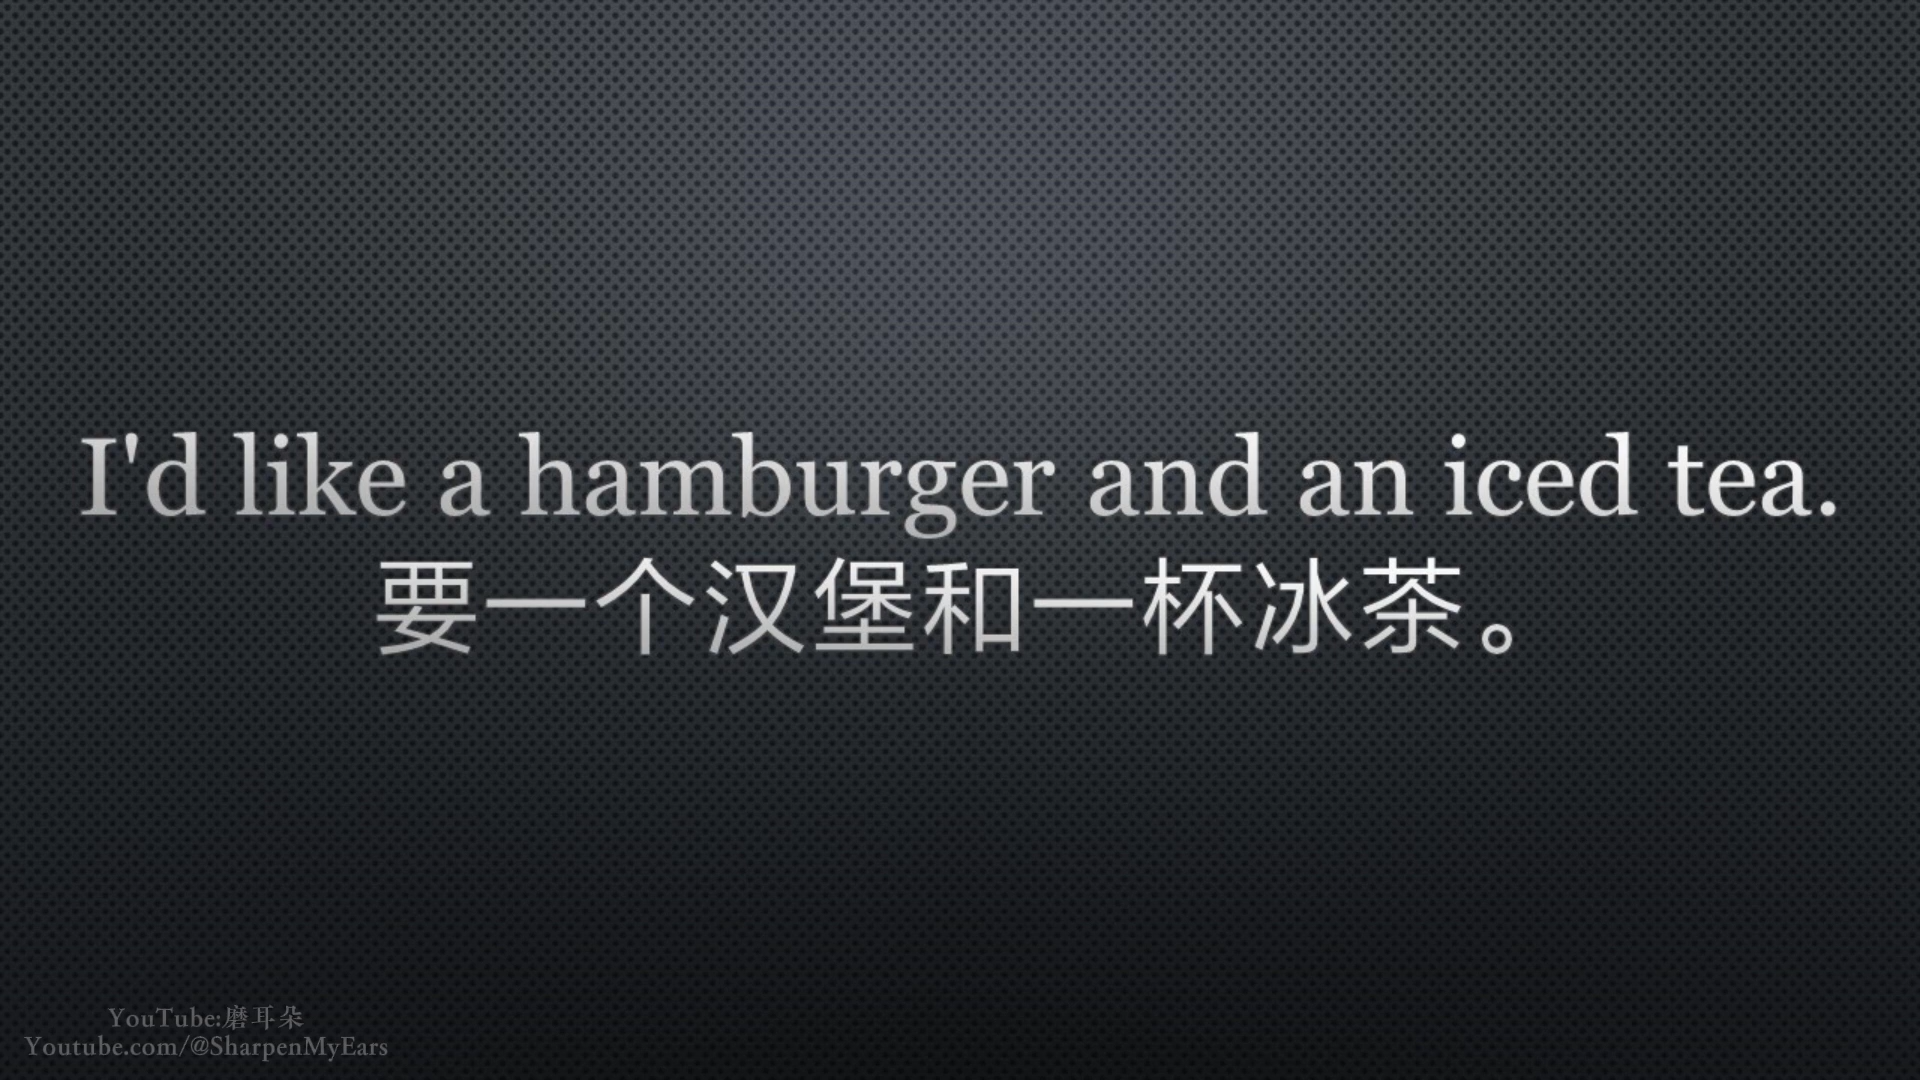 I'd like a hamburger and an iced tea.
要一个汉堡和一杯冰茶。
YouTube:磨耳朵
Youtube.com/@SharpenMyEars